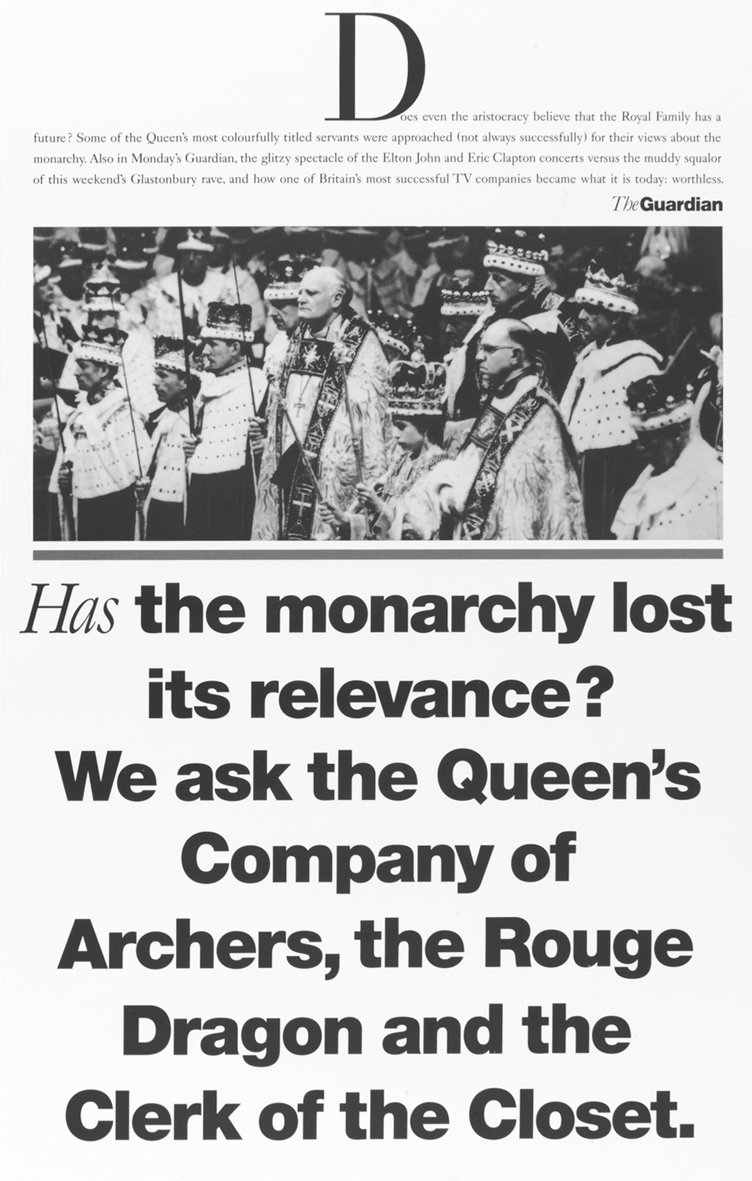 Does even the aristocracy believe that the Royal Family has a
future? Some of the Queen's most colourfully titled servants were approached (not always successfully) for their views about the
monarchy. Also in Monday's Guardian, the glitzy spectacle of the Elton John and Eric Clapton concerts versus the muddy squalor
of this weekend's Glastonbury rave, and how one of Britain's most successful TV companies became what it is today: worthless.
The Guardian
Has the monarchy lost
its relevance?
We ask the Queen's
Company of
Archers, the Rouge
Dragon and the
Clerk of the Closet.